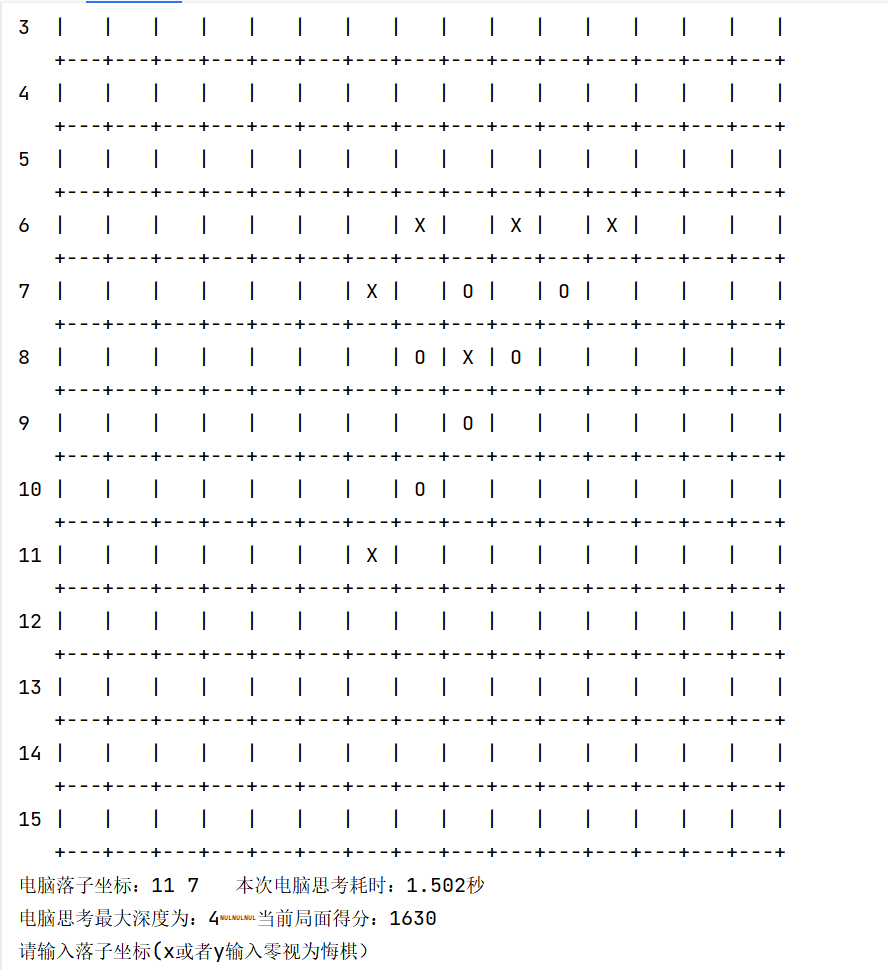 3  |   |   |   |   |   |   |   |   |   |   |   |   |   |   |   |
   +---+---+---+---+---+---+---+---+---+---+---+---+---+---+---+
4  |   |   |   |   |   |   |   |   |   |   |   |   |   |   |   |
   +---+---+---+---+---+---+---+---+---+---+---+---+---+---+---+
5  |   |   |   |   |   |   |   |   |   |   |   |   |   |   |   |
   +---+---+---+---+---+---+---+---+---+---+---+---+---+---+---+
6  |   |   |   |   |   |   |   | X |   | X |   | X |   |   |   |
   +---+---+---+---+---+---+---+---+---+---+---+---+---+---+---+
7  |   |   |   |   |   |   | X |   | O |   | O |   |   |   |   |
   +---+---+---+---+---+---+---+---+---+---+---+---+---+---+---+
8  |   |   |   |   |   |   |   | O | X | O |   |   |   |   |   |
   +---+---+---+---+---+---+---+---+---+---+---+---+---+---+---+
9  |   |   |   |   |   |   |   |   | O |   |   |   |   |   |   |
   +---+---+---+---+---+---+---+---+---+---+---+---+---+---+---+
10 |   |   |   |   |   |   |   | O |   |   |   |   |   |   |   |
   +---+---+---+---+---+---+---+---+---+---+---+---+---+---+---+
11 |   |   |   |   |   |   | X |   |   |   |   |   |   |   |   |
   +---+---+---+---+---+---+---+---+---+---+---+---+---+---+---+
12 |   |   |   |   |   |   |   |   |   |   |   |   |   |   |   |
   +---+---+---+---+---+---+---+---+---+---+---+---+---+---+---+
13 |   |   |   |   |   |   |   |   |   |   |   |   |   |   |   |
   +---+---+---+---+---+---+---+---+---+---+---+---+---+---+---+
14 |   |   |   |   |   |   |   |   |   |   |   |   |   |   |   |
   +---+---+---+---+---+---+---+---+---+---+---+---+---+---+---+
15 |   |   |   |   |   |   |   |   |   |   |   |   |   |   |   |
   +---+---+---+---+---+---+---+---+---+---+---+---+---+---+---+
电脑落子坐标：11 7   本次电脑思考耗时：1.502秒
电脑思考最大深度为：4NULNULNUL当前局面得分：1630
请输入落子坐标(x或者y输入零视为悔棋）